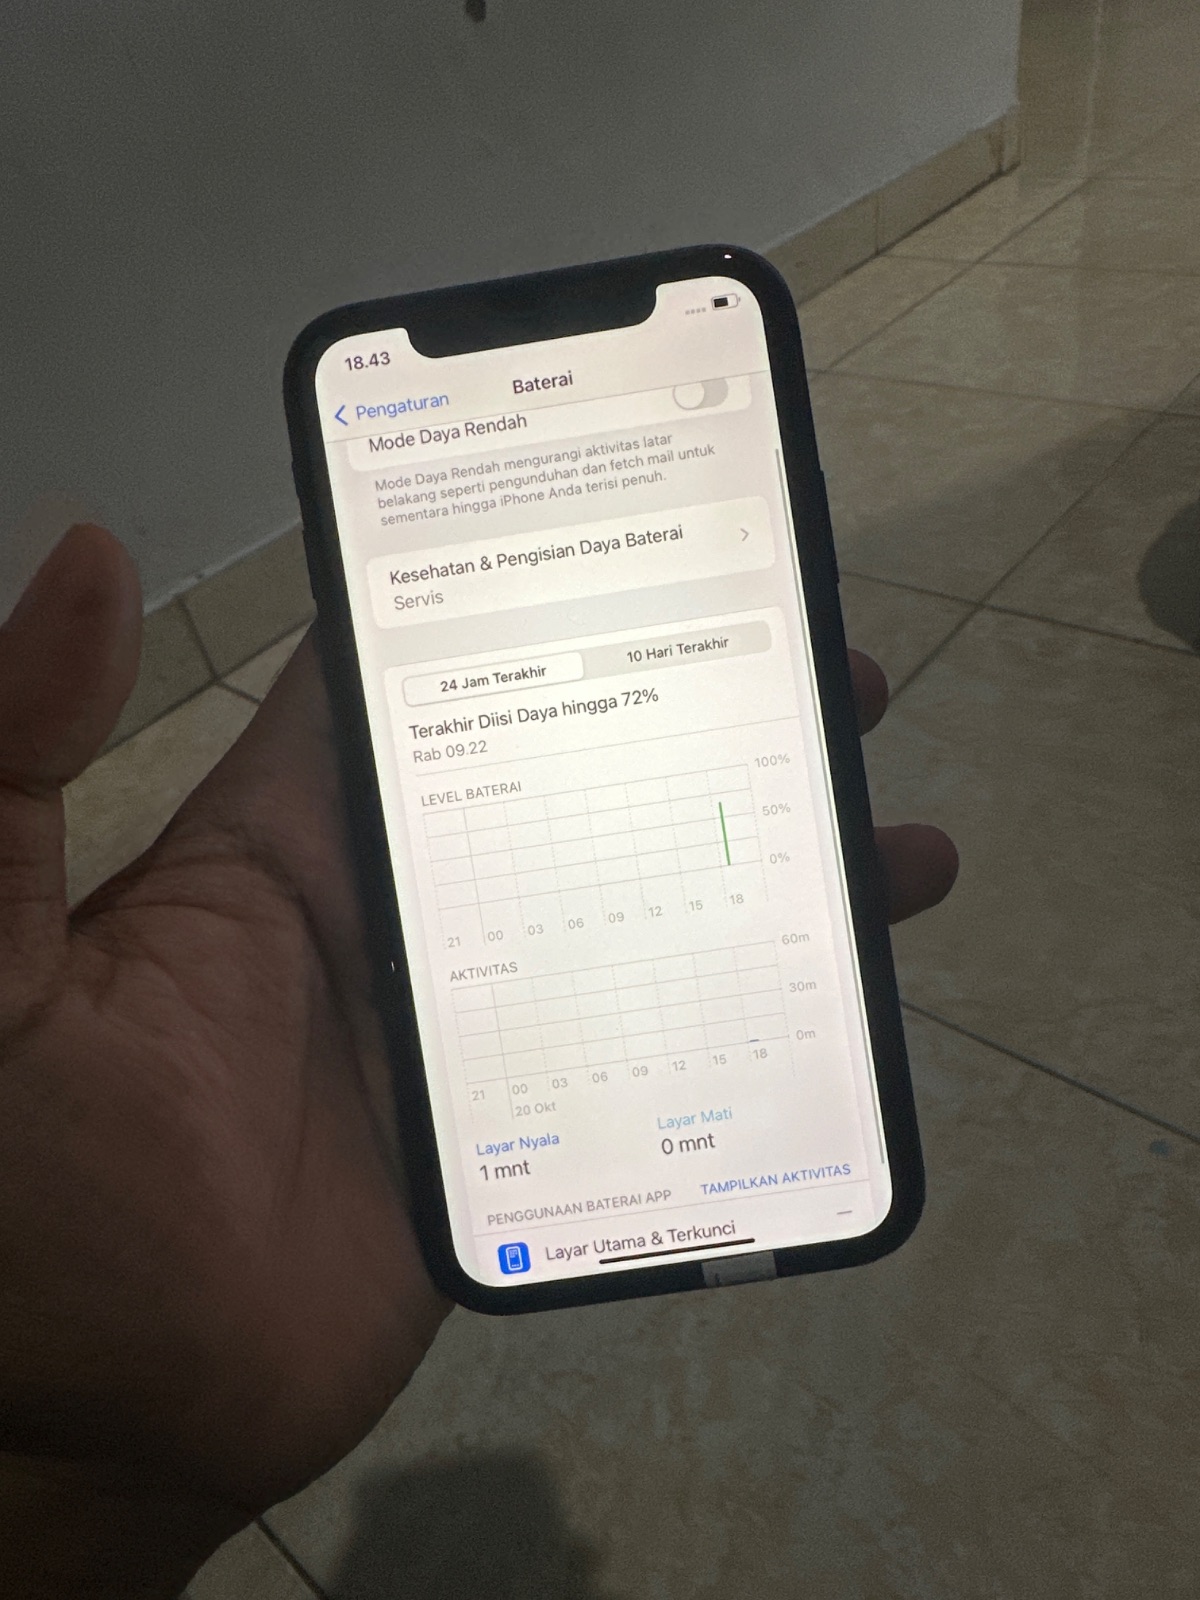 18.43
Pengaturan
Baterai
Mode Daya Rendah
Mode Daya Rendah mengurangi aktivitas latar
belakang seperti pengunduhan dan fetch mail untuk
sementara hingga iPhone Anda terisi penuh.
Kesehatan & Pengisian Daya Baterai
Servis
24 Jam Terakhir 10 Hari Terakhir
Terakhir Diisi Daya hingga 72%
Rab 09.22
LEVEL BATERAI
100%
50%
0%
21 00 03 06 09 12 15 18
AKTIVITAS
60m
30m
0m
21 00 03 06 09 12 15 18
20 Okt
Layar Nyala Layar Mati
1 mnt 0 mnt
PENGGUNAAN BATERAI APP TAMPILKAN AKTIVITAS
Layar Utama & Terkunci —